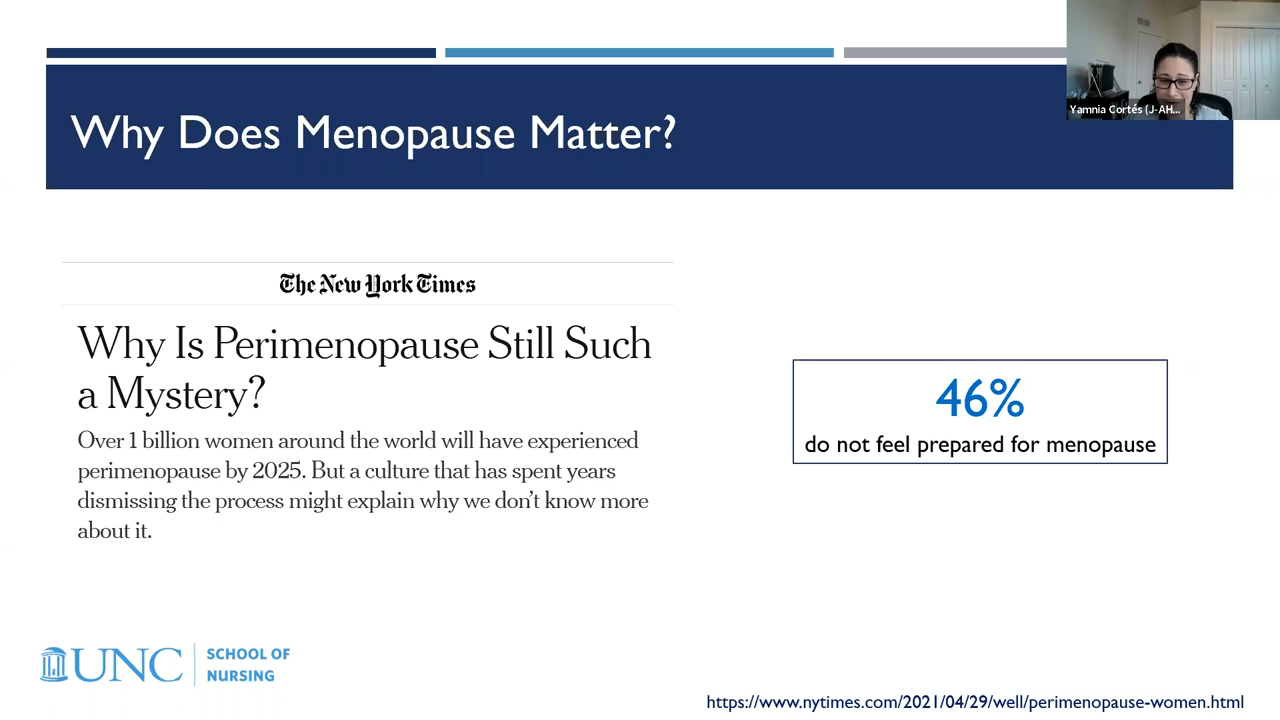 Yamnia Cortés (J-AH...
Why Does Menopause Matter?
The New York Times
Why Is Perimenopause Still Such
a Mystery?
Over 1 billion women around the world will have experienced
perimenopause by 2025. But a culture that has spent years
dismissing the process might explain why we don’t know more
about it.
46%
do not feel prepared for menopause
UNC
SCHOOL OF
NURSING
https://www.nytimes.com/2021/04/29/well/perimenopause-women.html